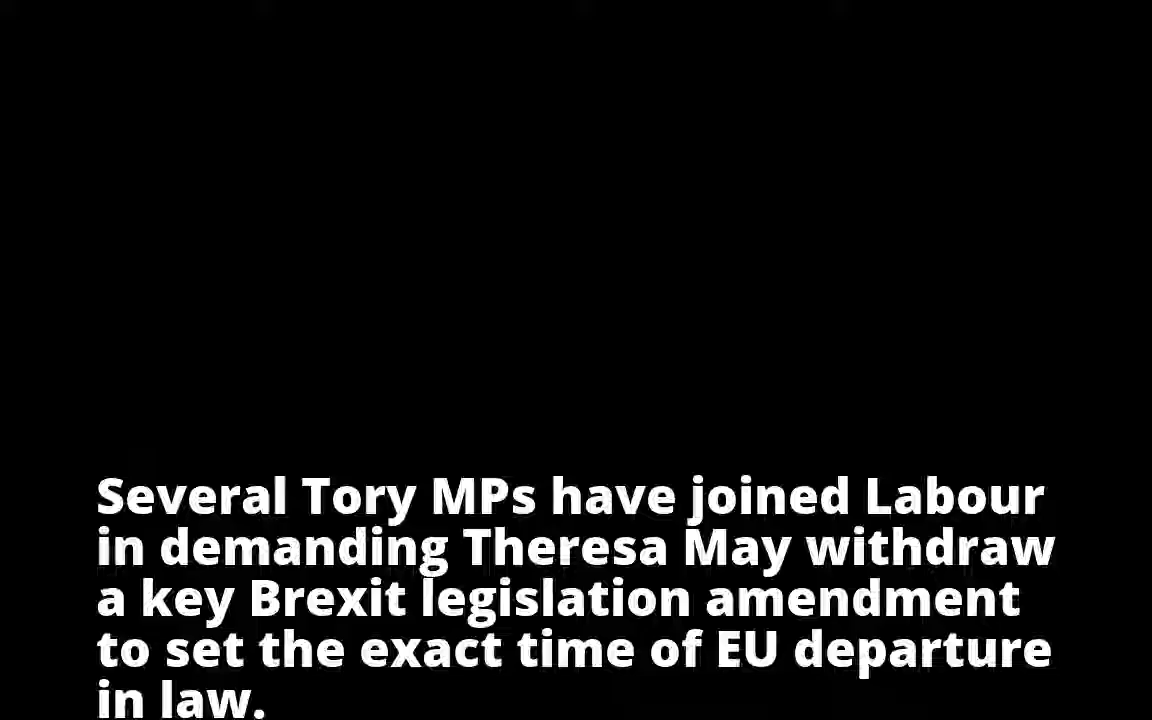 Several Tory MPs have joined Labour
in demanding Theresa May withdraw
a key Brexit legislation amendment
to set the exact time of EU departure
in law.